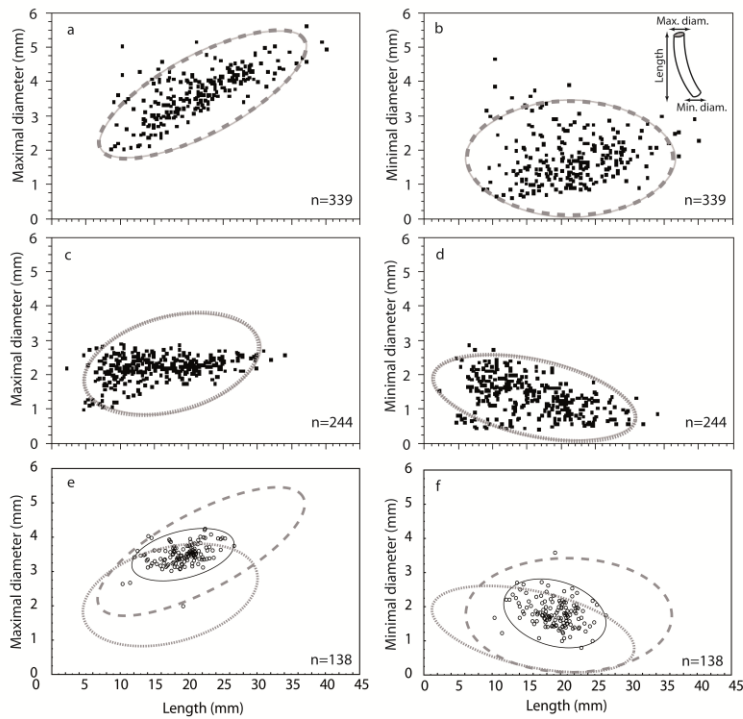 a
Maximal diameter (mm)
6
5
4
3
2
1
0
n=339
b
Minimal diameter (mm)
6
5
4
3
2
1
0
Max. diam.
Length
Min. diam.
n=339
c
Maximal diameter (mm)
6
5
4
3
2
1
0
n=244
d
Minimal diameter (mm)
6
5
4
3
2
1
0
n=244
e
Maximal diameter (mm)
6
5
4
3
2
1
0
n=138
0 5 10 15 20 25 30 35 40 45
Length (mm)
f
Minimal diameter (mm)
6
5
4
3
2
1
0
n=138
0 5 10 15 20 25 30 35 40 45
Length (mm)